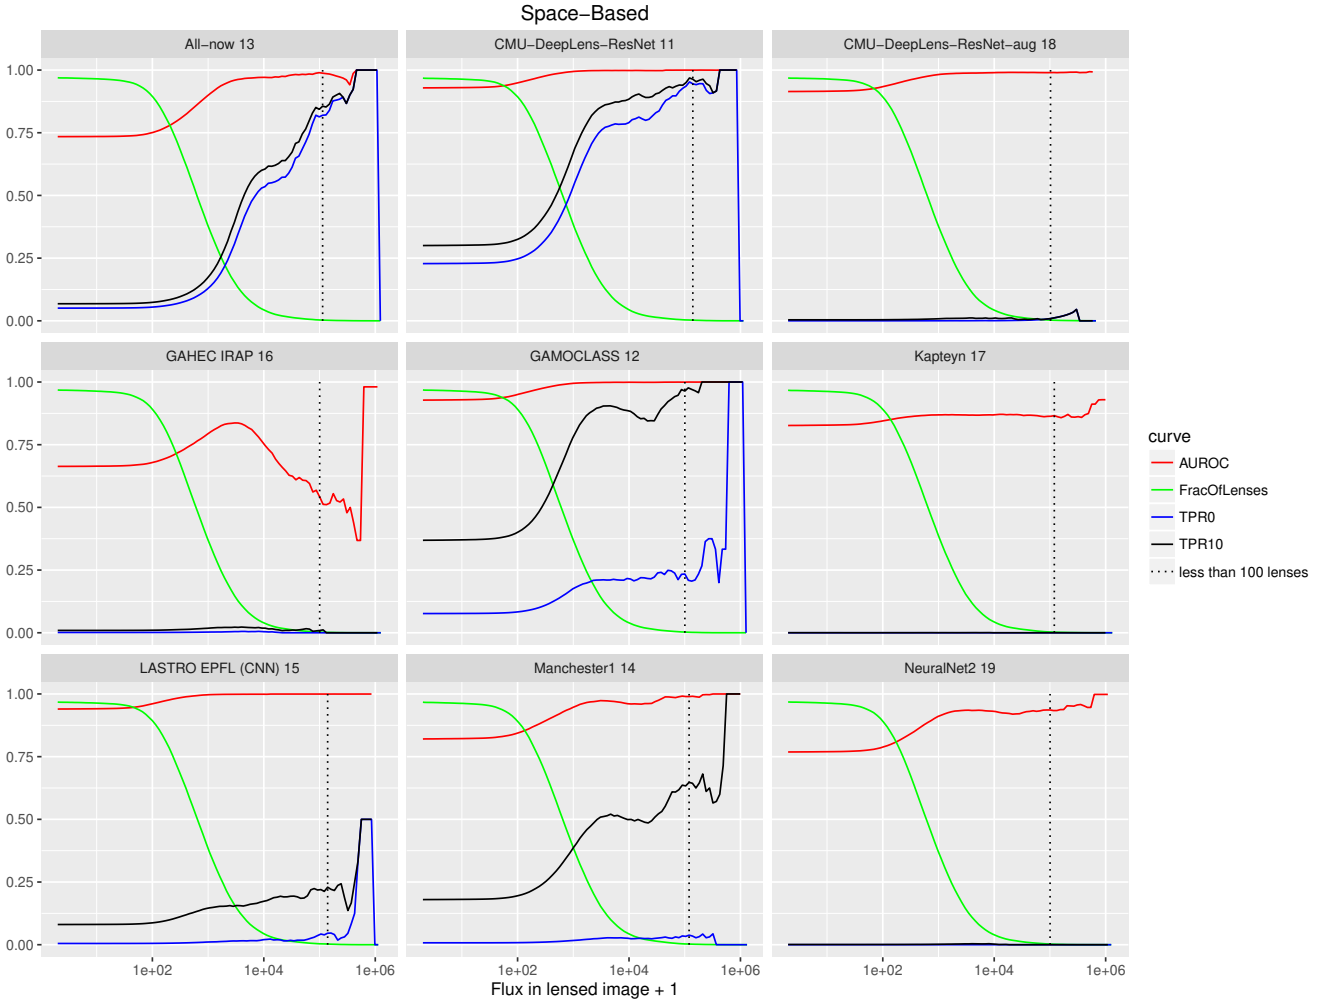 Space−Based
All−now 13
CMU−DeepLens−ResNet 11
CMU−DeepLens−ResNet−aug 18
1.00
0.75
0.50
0.25
0.00
GAHEC IRAP 16
GAMOCLASS 12
Kapteyn 17
1.00
0.75
0.50
0.25
0.00
LASTRO EPFL (CNN) 15
Manchester1 14
NeuralNet2 19
1.00
0.75
0.50
0.25
0.00
1e+02 1e+04 1e+06 1e+02 1e+04 1e+06 1e+02 1e+04 1e+06
Flux in lensed image + 1
curve
AUROC
FracOfLenses
TPR0
TPR10
less than 100 lenses